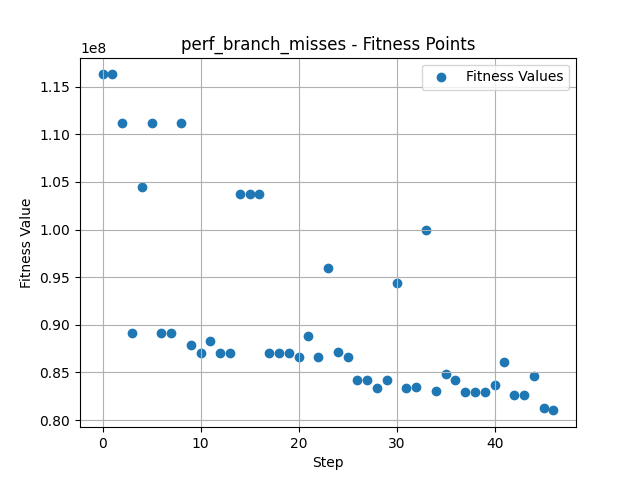 perf_branch_misses - Fitness Points
1e8
Fitness Values
1.15
1.10
1.05
1.00
0.95
0.90
0.85
0.80
Fitness Value
0 10 20 30 40
Step